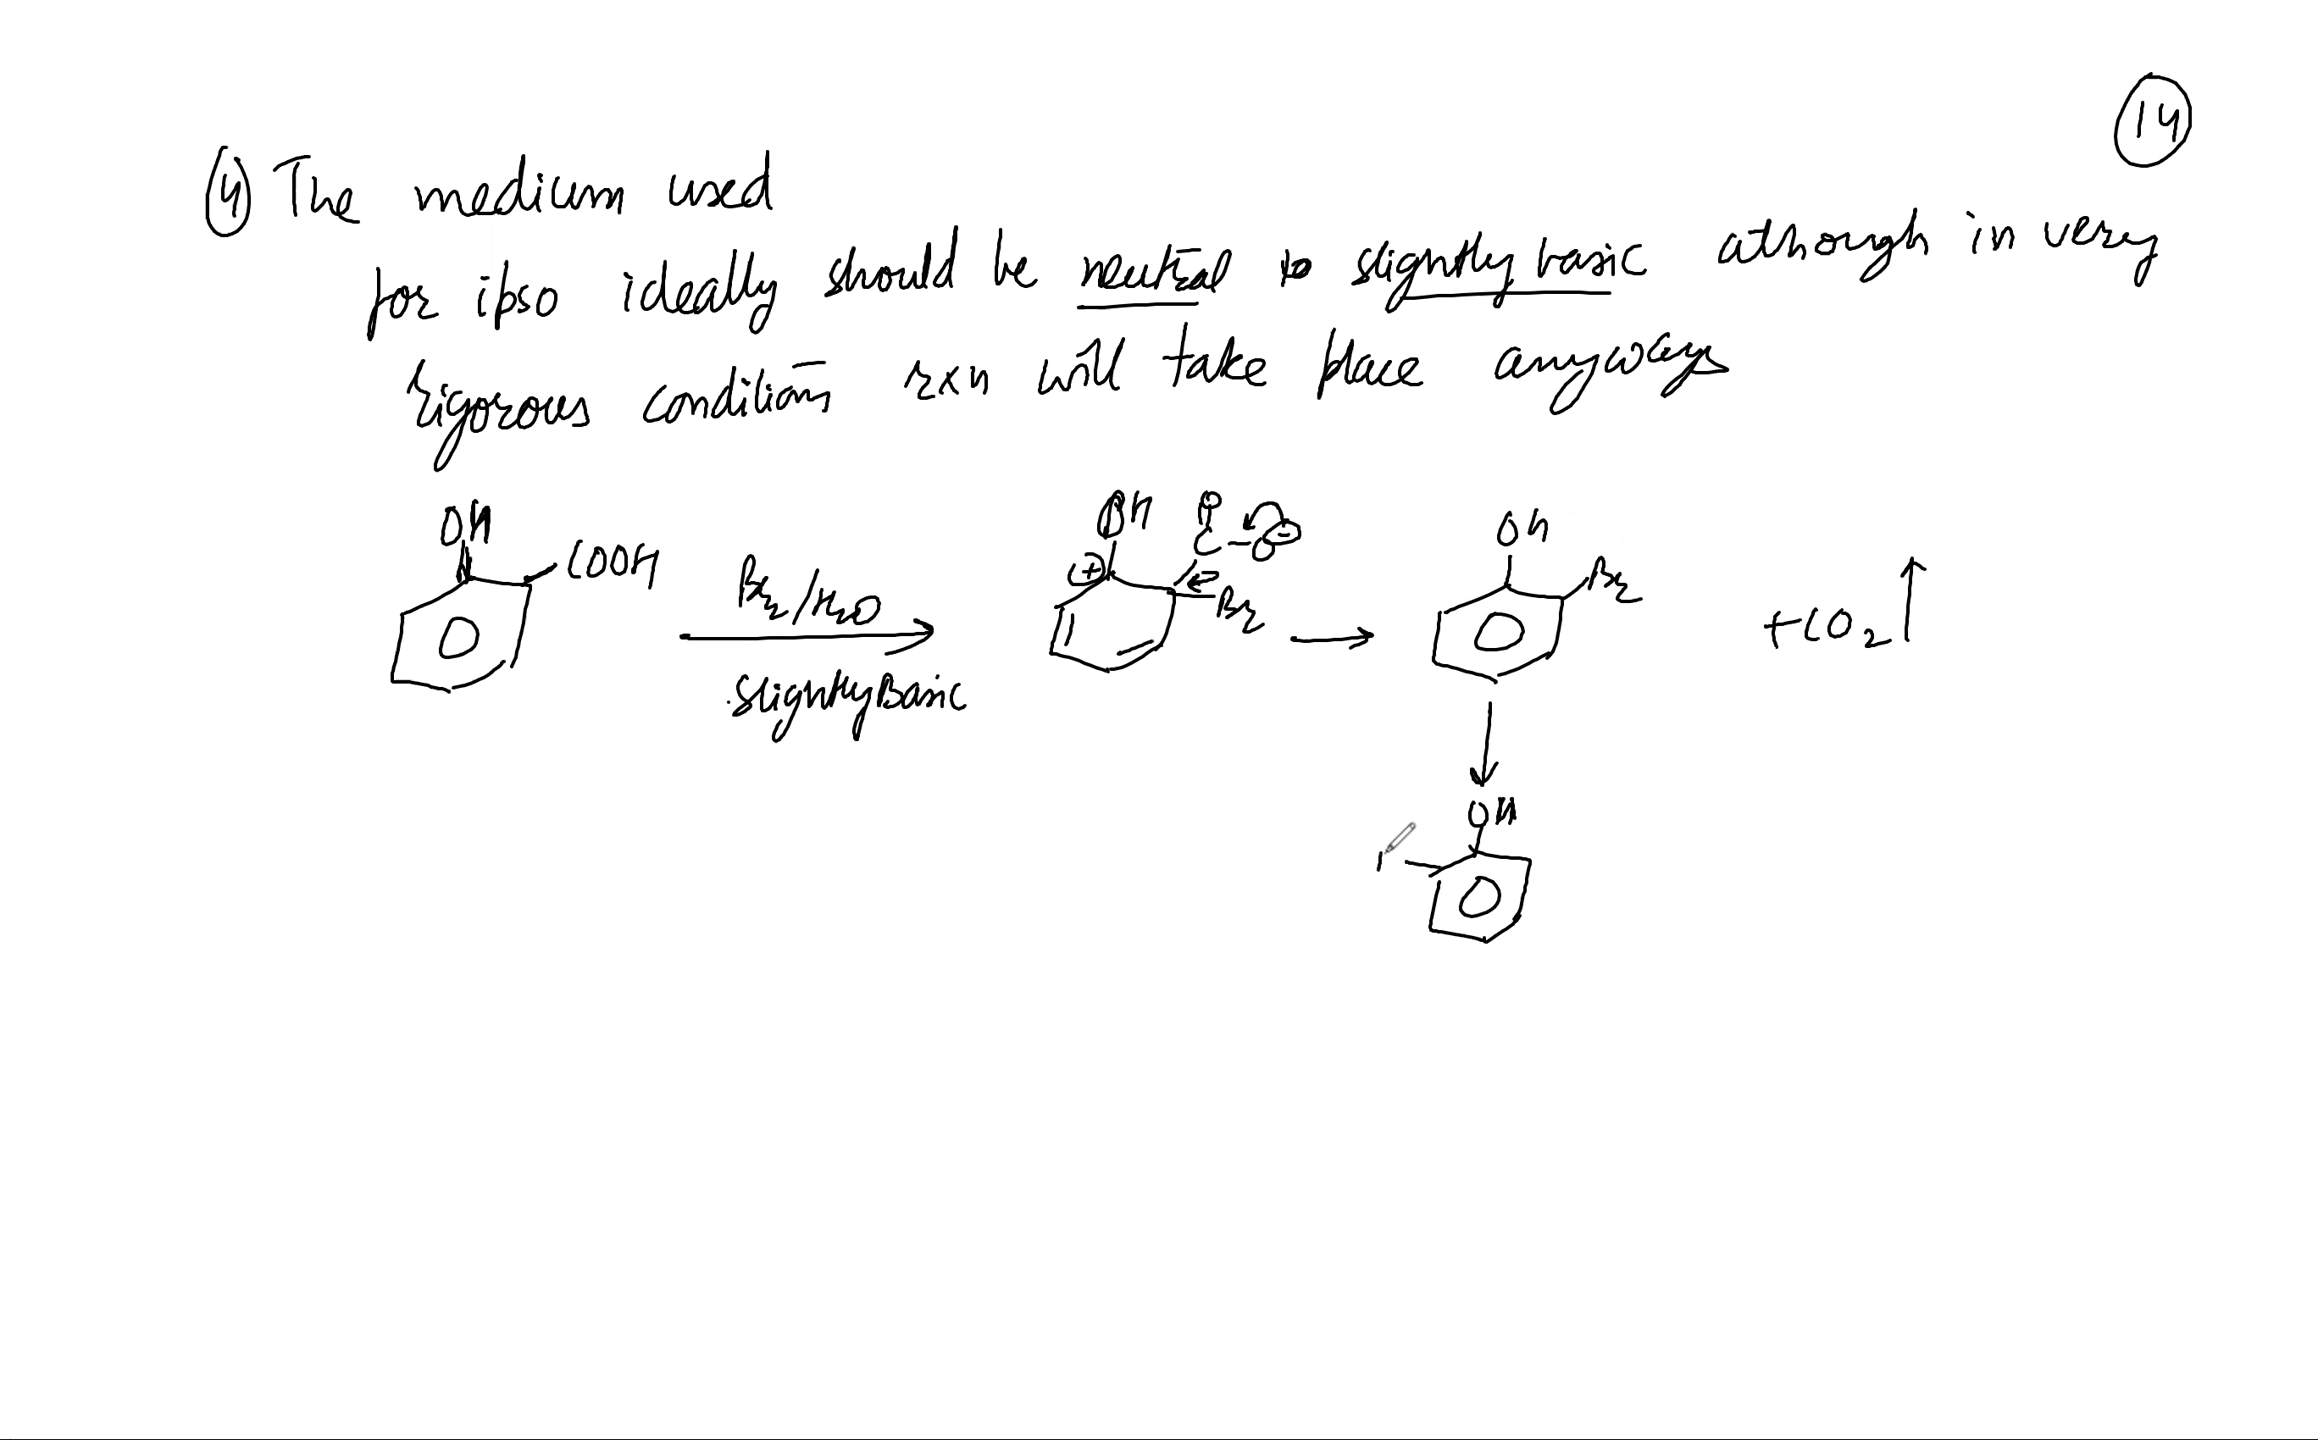 14
4 The medium used
for ipso ideally should be neutral to slightly basic athough in very
rigorous conditions rxn will take place anyways
OH
COOH
Br2/H2O
Slightly Basic
OH
O
C-O
Br
+
-
OH
Br
+CO2↑
OH